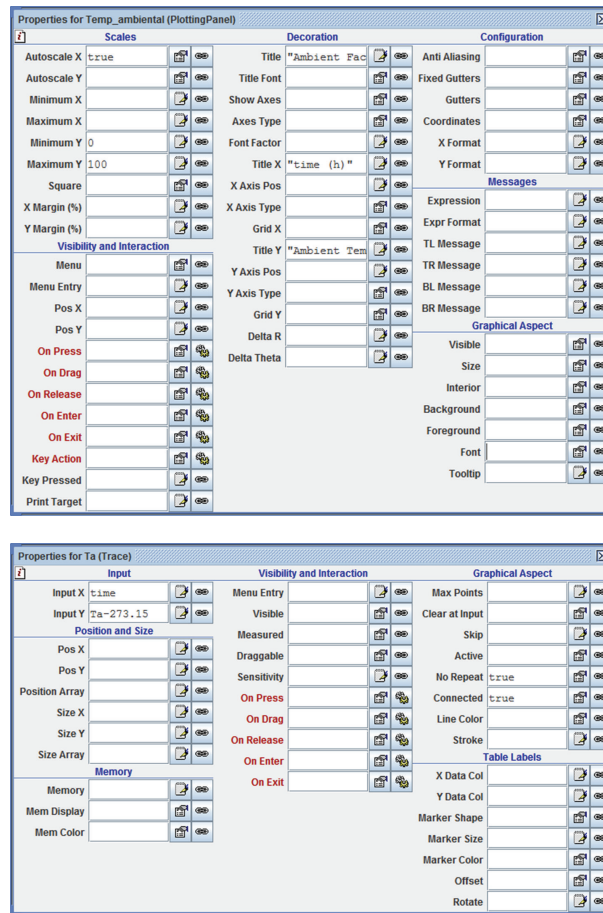 Properties for Temp_ambiental (PlottingPanel)
Scales
Autoscale X true
Autoscale Y
Minimum X
Maximum X
Minimum Y 0
Maximum Y 100
Square
X Margin (%)
Y Margin (%)
Visibility and Interaction
Menu
Menu Entry
Pos X
Pos Y
On Press
On Drag
On Release
On Enter
On Exit
Key Action
Key Pressed
Print Target
Decoration
Title "Ambient Fac
Title Font
Show Axes
Axes Type
Font Factor
Title X "time (h)"
X Axis Pos
X Axis Type
Grid X
Title Y "Ambient Tem
Y Axis Pos
Y Axis Type
Grid Y
Delta R
Delta Theta
Configuration
Anti Aliasing
Fixed Gutters
Gutters
Coordinates
X Format
Y Format
Messages
Expression
Expr Format
TL Message
TR Message
BL Message
BR Message
Graphical Aspect
Visible
Size
Interior
Background
Foreground
Font
Tooltip
Properties for Ta (Trace)
Input
Input X time
Input Y Ta-273.15
Position and Size
Pos X
Pos Y
Position Array
Size X
Size Y
Size Array
Memory
Memory
Mem Display
Mem Color
Visibility and Interaction
Menu Entry
Visible
Measured
Draggable
Sensitivity
On Press
On Drag
On Release
On Enter
On Exit
Graphical Aspect
Max Points
Clear at Input
Skip
Active
No Repeat true
Connected true
Line Color
Stroke
Table Labels
X Data Col
Y Data Col
Marker Shape
Marker Size
Marker Color
Offset
Rotate